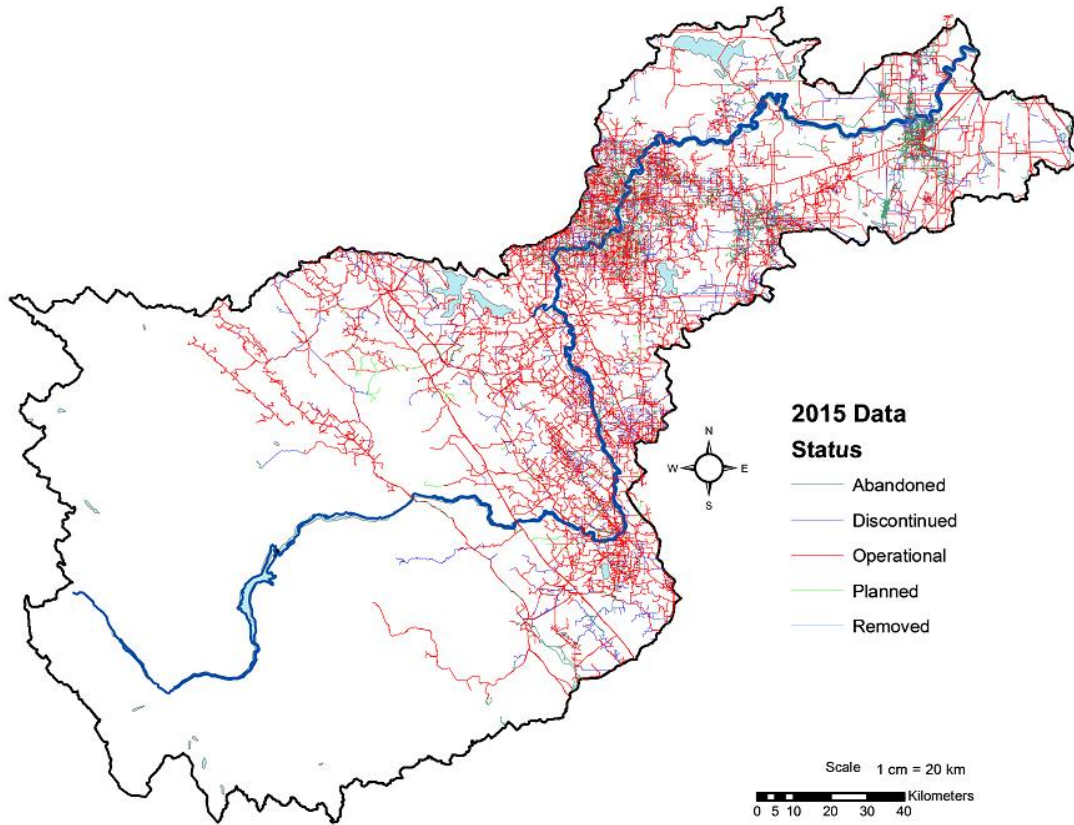 N
W E
S
2015 Data
Status
Abandoned
Discontinued
Operational
Planned
Removed
Scale 1 cm = 20 km
Kilometers
0 5 10 20 30 40